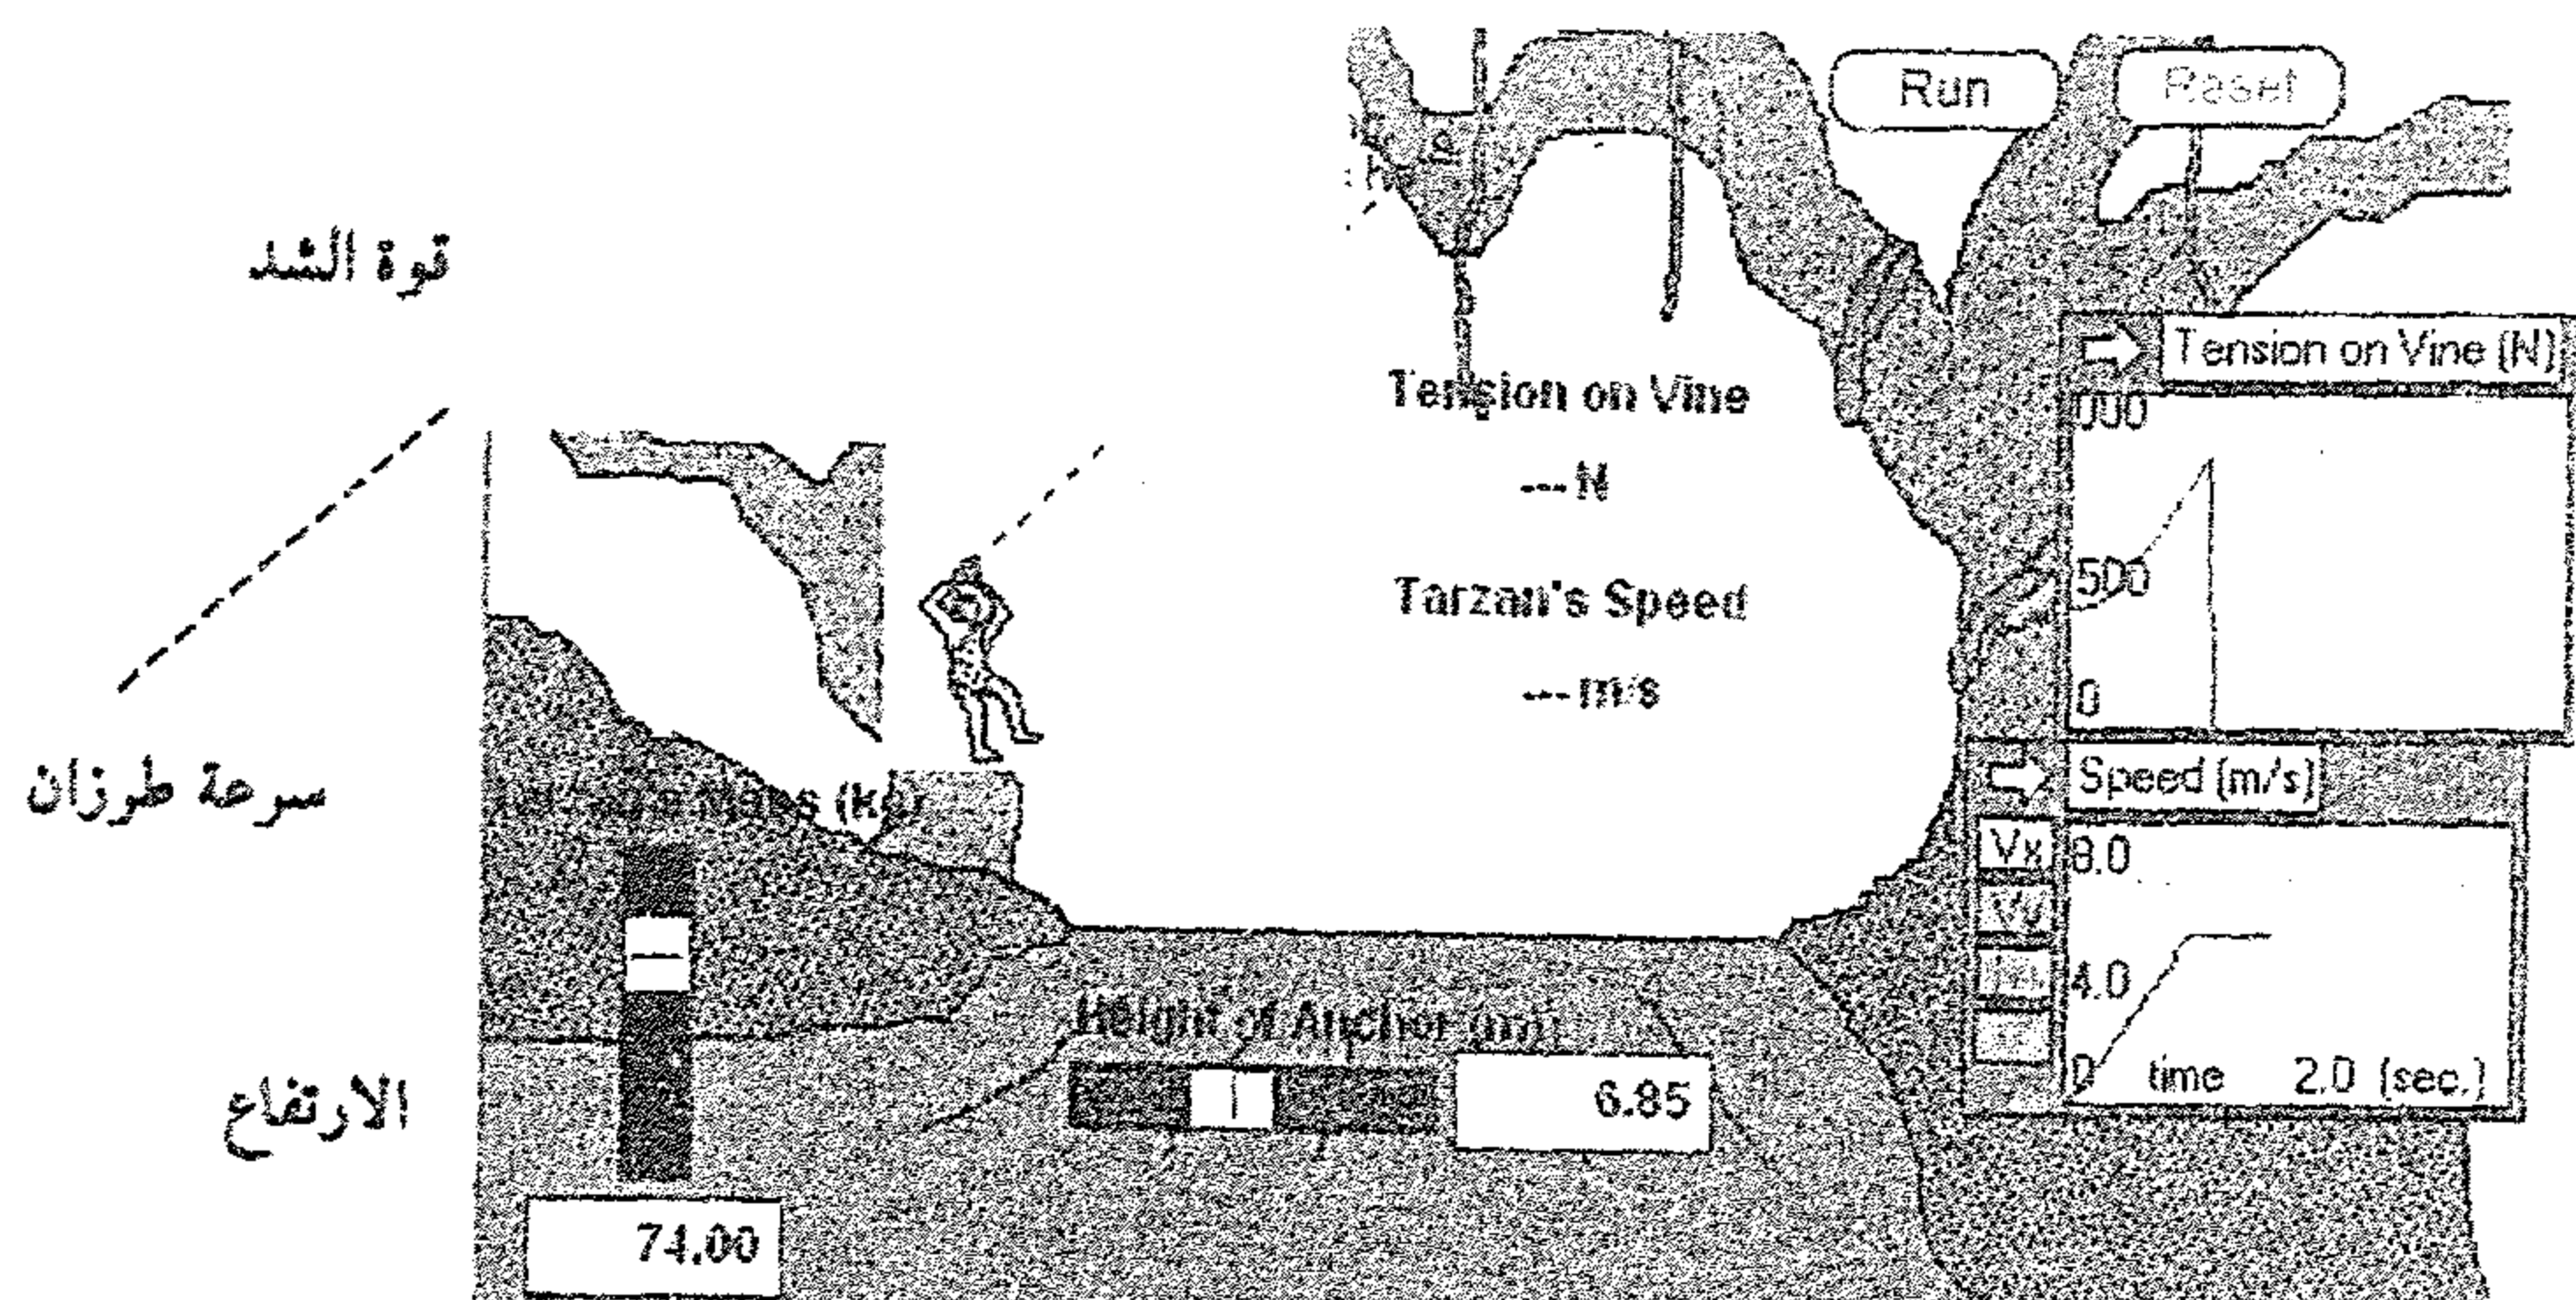 Run
Reset
قوة الشد
Tension on Vine (N)
Tension on Vine
000
--- N
500
Tarzan's Speed
0
--- m/s
سرعة طرزان
Speed (m/s)
Vx
8.0
4.0
Height of Anchor (m)
6.85
0 time 2.0 (sec.)
الارتفاع
74.00